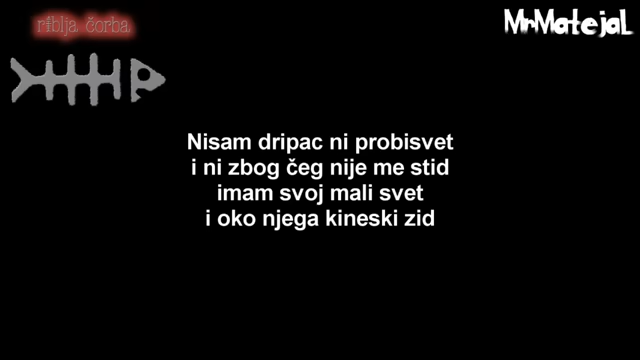 riblja čorba
MrMatejaL
Nisam dripac ni probisvet
i ni zbog čeg nije me stid
imam svoj mali svet
i oko njega kineski zid